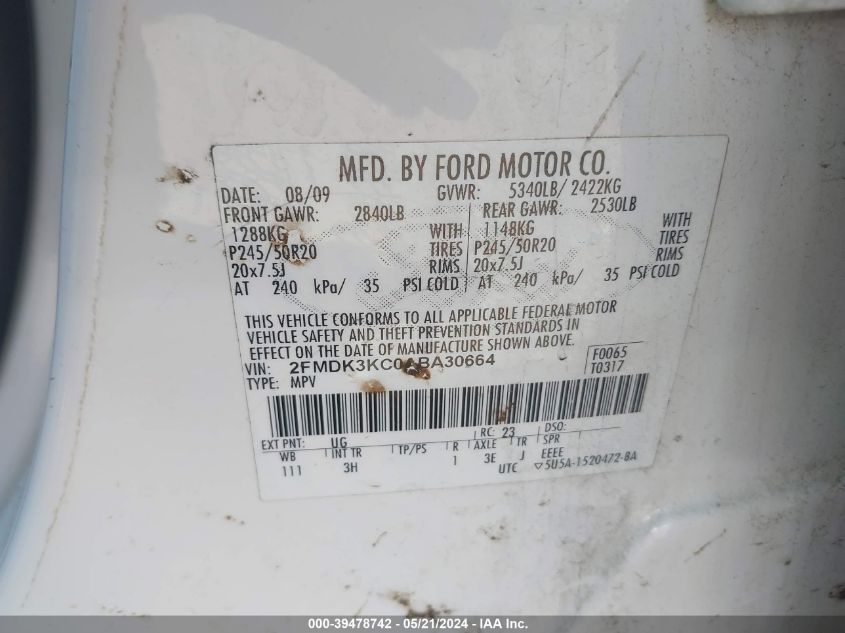 MFD. BY FORD MOTOR CO.
DATE: 08/09 GVWR: 5340LB/ 2422KG
FRONT GAWR: 2840LB REAR GAWR: 2530LB
1288KG WITH 1148KG WITH
P245/50R20 TIRES P245/50R20 TIRES
20x7.5J RIMS 20x7.5J RIMS
AT 240 kPa/ 35 PSI COLD AT 240 kPa/ 35 PSI COLD
THIS VEHICLE CONFORMS TO ALL APPLICABLE FEDERAL MOTOR
VEHICLE SAFETY AND THEFT PREVENTION STANDARDS IN
EFFECT ON THE DATE OF MANUFACTURE SHOWN ABOVE.
VIN: 2FMDK3KC0ABA30664 F0065
TYPE: MPV T0317
EXT PNT: UG RC: 23 DSO:
WB INT TR TP/PS R AXLE TR SPR
111 3H 1 3E J EEEE
UTC 5U5A-1520472-BA
000-39478742 / 05/21/2024 / IAA Inc.